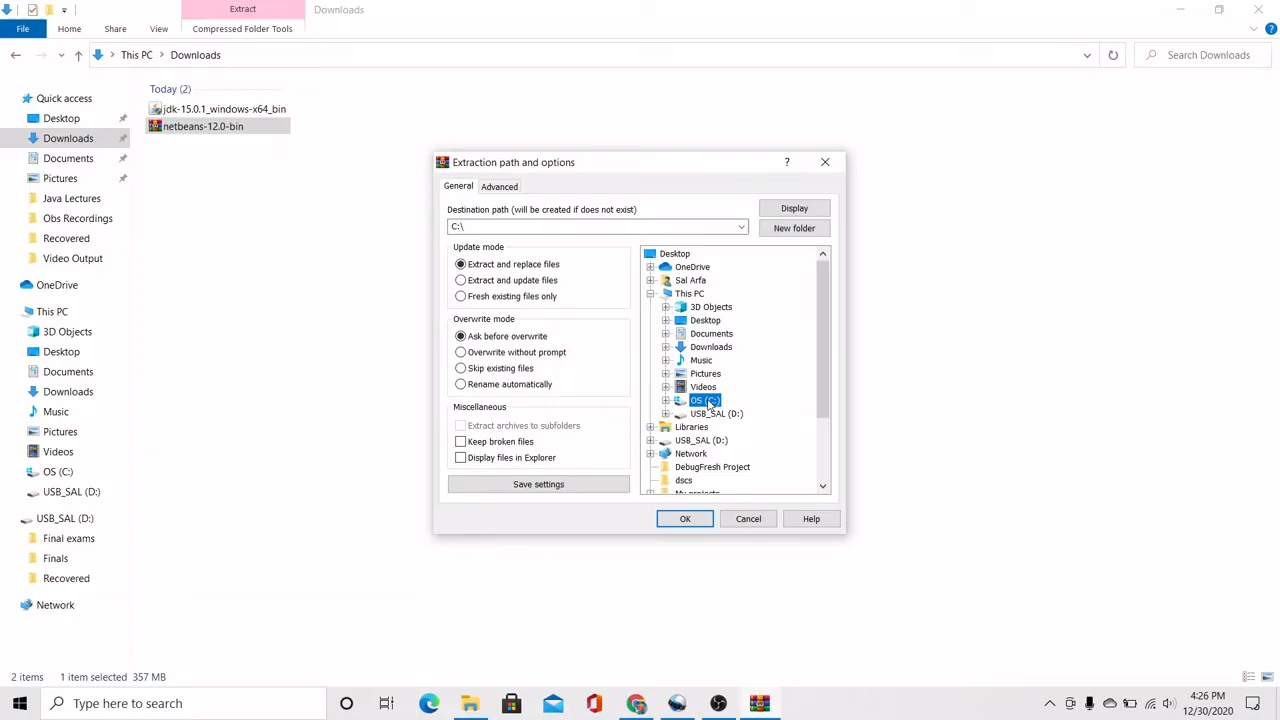 Extract
Downloads
File
Home
Share
View
Compressed Folder Tools
This PC
Downloads
Search Downloads
Quick access
Desktop
Downloads
Documents
Pictures
Java Lectures
Obs Recordings
Recovered
Video Output
OneDrive
This PC
3D Objects
Desktop
Documents
Downloads
Music
Pictures
Videos
OS (C:)
USB_SAL (D:)
USB_SAL (D:)
Final exams
Finals
Recovered
Network
Today (2)
jdk-15.0.1_windows-x64_bin
netbeans-12.0-bin
Extraction path and options
?
General
Advanced
Destination path (will be created if does not exist)
C:\
Display
New folder
Update mode
Extract and replace files
Extract and update files
Fresh existing files only
Overwrite mode
Ask before overwrite
Overwrite without prompt
Skip existing files
Rename automatically
Miscellaneous
Extract archives to subfolders
Keep broken files
Display files in Explorer
Save settings
Desktop
OneDrive
Sal Arfa
This PC
3D Objects
Desktop
Documents
Downloads
Music
Pictures
Videos
OS (C:)
USB_SAL (D:)
Libraries
USB_SAL (D:)
Network
DebugFresh Project
dscs
My projects
OK
Cancel
Help
2 items
1 item selected 357 MB
Type here to search
4:26 PM
12/30/2020